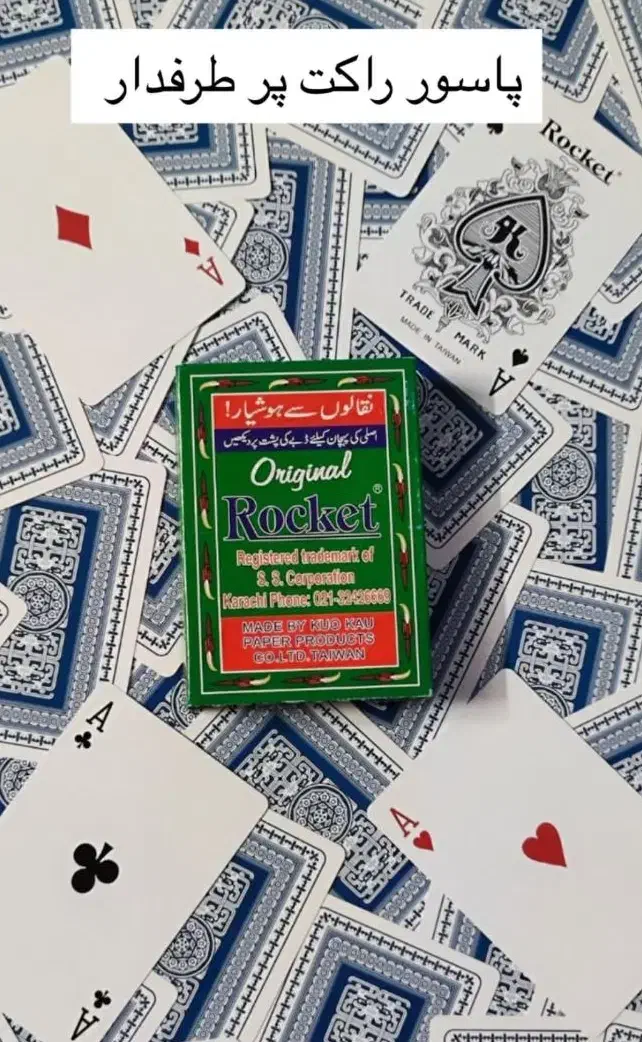 پاسور راکت پر طرفدار
Rocket
TRADE MARK
MADE IN TAIWAN
A
A
نقالوں سے ہوشیار!
اصلی کی پہچان کیلئے ڈبے کی پشت پر دیکھیں
Original
Rocket®
Registered trademark of
S. S. Corporation
Karachi Phone: 021-32426609
MADE BY KUO KAU
PAPER PRODUCTS
CO.LTD.TAIWAN
A
A
A